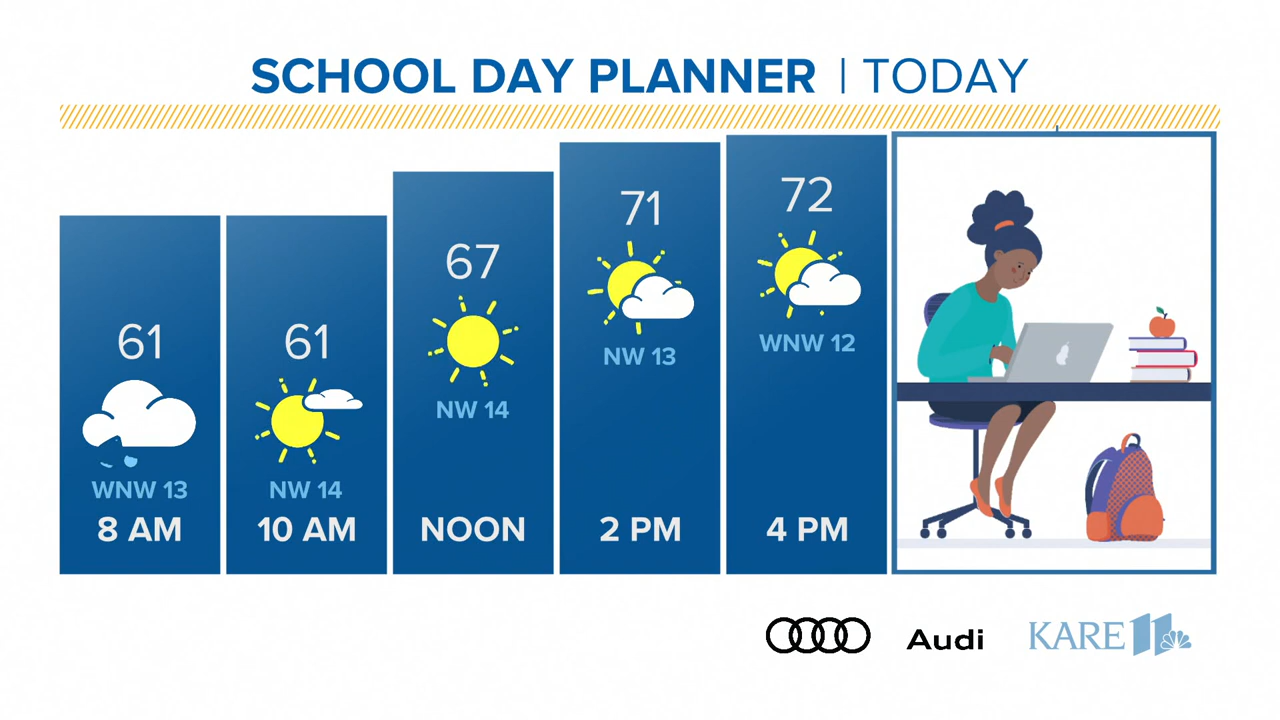 SCHOOL DAY PLANNER | TODAY
61
WNW 13
8 AM
61
NW 14
10 AM
67
NW 14
NOON
71
NW 13
2 PM
72
WNW 12
4 PM
Audi
KARE 11